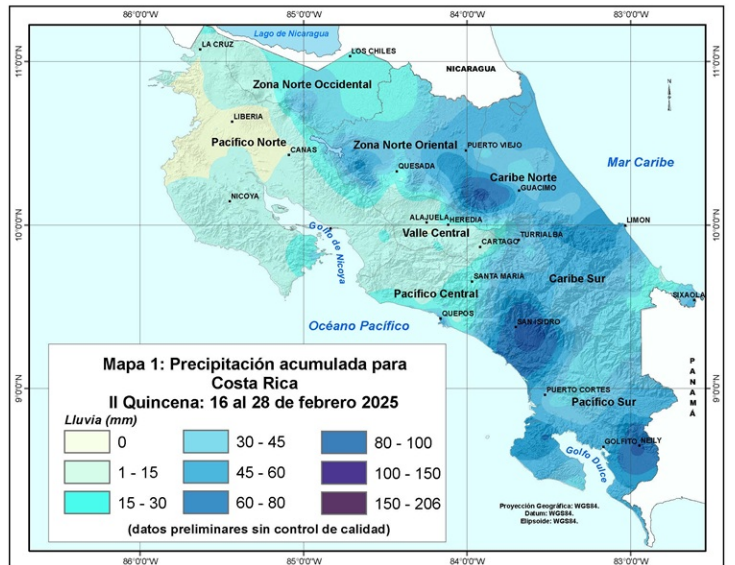 86°0'0"W 85°0'0"W 84°0'0"W 83°0'0"W
Lago de Nicaragua
LA CRUZ
LOS CHILES
11°0'0"N
11°0'0"N
NICARAGUA
Zona Norte Occidental
LIBERIA
Pacífico Norte
CAÑAS
Zona Norte Oriental
PUERTO VIEJO
QUESADA
Mar Caribe
Caribe Norte
GUACIMO
NICOYA
ALAJUELA HEREDIA
LIMON
10°0'0"N
10°0'0"N
Golfo de Nicoya
Valle Central
TURRIALBA
CARTAGO
SANTA MARIA
Caribe Sur
Pacífico Central
SIXAOLA
QUEPOS
Océano Pacífico
SAN ISIDRO
PANAMÁ
9°0'0"N
9°0'0"N
PUERTO CORTES
Pacífico Sur
GOLFITO NEILY
Golfo Dulce
Mapa 1: Precipitación acumulada para
Costa Rica
II Quincena: 16 al 28 de febrero 2025
Lluvia (mm)
0 30 - 45 80 - 100
1 - 15 45 - 60 100 - 150
15 - 30 60 - 80 150 - 206
(datos preliminares sin control de calidad)
Proyección Geográfica: WGS84.
Datum: WGS84.
Elipsoide: WGS84.
86°0'0"W 85°0'0"W 84°0'0"W 83°0'0"W